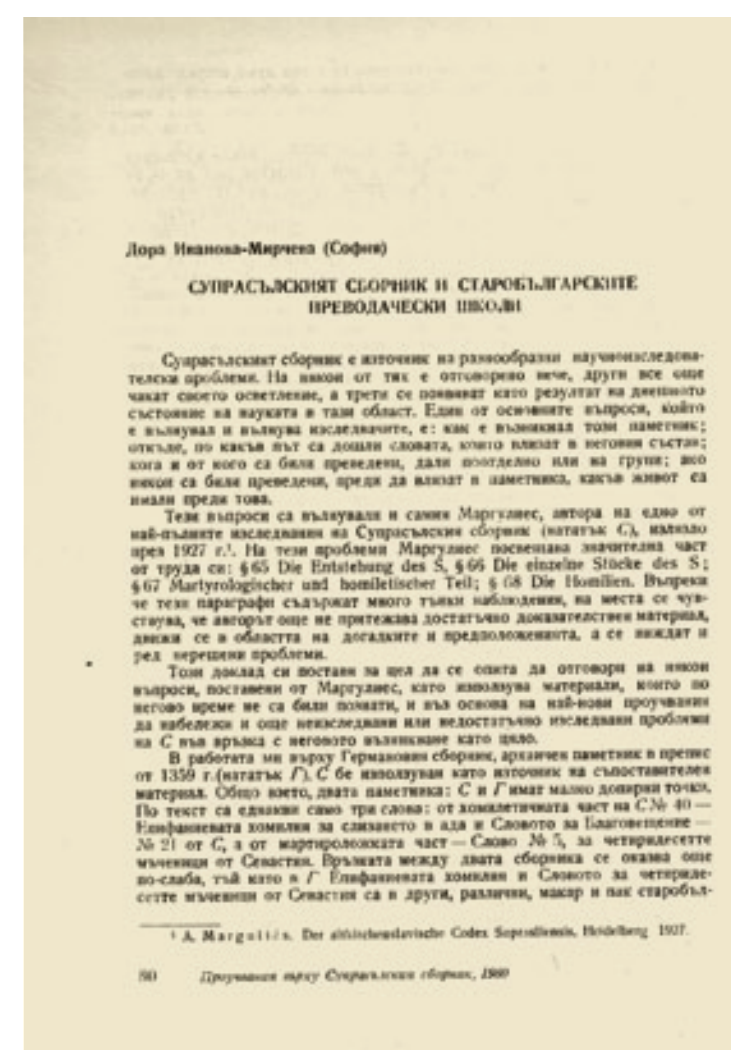 Дора Иванова-Мирчева (София)
СУПРАСЪЛСКИЯТ СБОРНИК И СТАРОБЪЛГАРСКИТЕ
ПРЕВОДАЧЕСКИ ШКОЛИ
Супрасълският сборник е източник на разнообразни научноизследова-
телски проблеми. На някои от тях е отговорено вече, други все още
чакат своето осветление, а трети се появяват като резултат на днешното
състояние на науката в тази област. Един от основните въпроси, който
е вълнувал и вълнува изследвачите, е: как е възникнал този паметник;
откъде, по какъв път са дошли словата, които влизат в неговия състав;
кога и от кого са били преведени, дали поотделно или на групи; ако
някои са били преведени, преди да влязат в паметника, какъв живот са
имали преди това.
Тези въпроси са вълнували и самия Маргулиес, автора на едно от
най-пълните изследвания на Супрасълския сборник (нататък С), излязло
през 1927 г.¹. На тези проблеми Маргулиес посвещава значителна част
от труда си: §65 Die Entstehung des S, §66 Die einzelne Stücke des S;
§67 Martyrologischer und homiletischer Teil; §68 Die Homilien. Въпреки
че тези параграфи съдържат много тънки наблюдения, на места се чув-
ствува, че авторът още не притежава достатъчно доказателствен материал,
движи се в областта на догадките и предположенията, а се виждат и
ред нерешени проблеми.
Този доклад си поставя за цел да се опита да отговори на някои
въпроси, поставени от Маргулиес, като използува материали, които по
негово време не са били познати, и въз основа на най-нови проучвания
да набележи и още неизследвани или недостатъчно изследвани проблеми
на С във връзка с неговото възникване като цяло.
В работата ми върху Германовия сборник, архаичен паметник в препис
от 1359 г.(нататък Г), С бе използуван като източник на съпоставителен
материал. Общо взето, двата паметника: С и Г имат малко допирни точки.
По текст са еднакви само три слова: от хомилетичната част на С № 40 —
Епифаниевата хомилия за слизането в ада и Словото за Благовещение —
№ 21 от С, а от мартироложката част — Слово № 5, за четиридесетте
мъченици от Севастия. Връзката между двата сборника се оказва още
по-слаба, тъй като в Г Епифаниевата хомилия и Словото за четириде-
сетте мъченици от Севастия са в други, различни, макар и пак старобъл-
¹ A. Margulies. Der altkirchenslavische Codex Suprasliensis, Heidelberg 1927.
80 Проучвания върху Супрасълския сборник, 1980